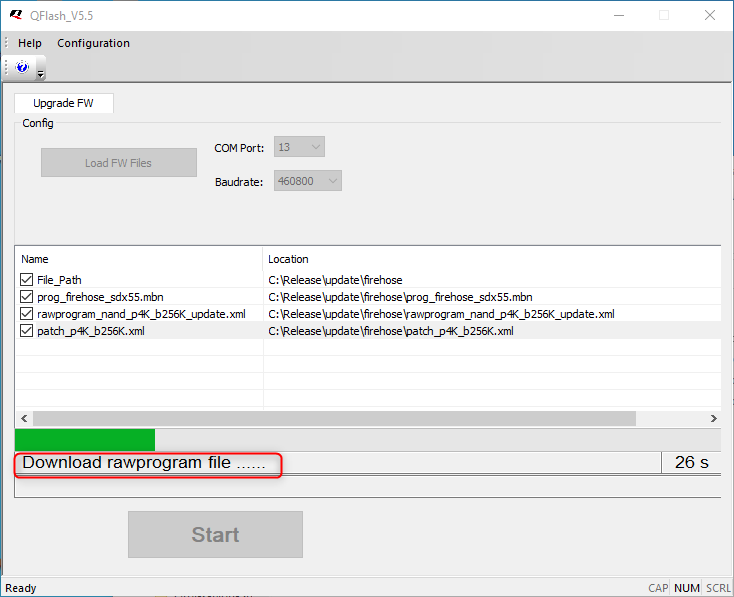 QFlash_V5.5
Help Configuration
Upgrade FW
Config
Load FW Files
COM Port: 13
Baudrate: 460800
Name Location
File_Path C:\Release\update\firehose
prog_firehose_sdx55.mbn C:\Release\update\firehose\prog_firehose_sdx55.mbn
rawprogram_nand_p4K_b256K_update.xml C:\Release\update\firehose\rawprogram_nand_p4K_b256K_update.xml
patch_p4K_b256K.xml C:\Release\update\firehose\patch_p4K_b256K.xml
Download rawprogram file ...... 26 s
Start
Ready CAP NUM SCRL